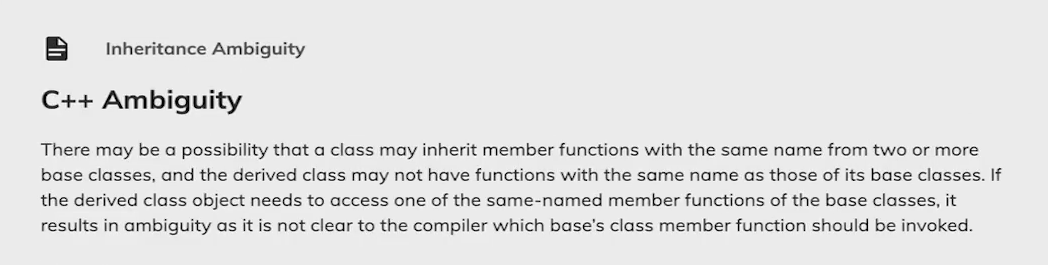 Inheritance Ambiguity
C++ Ambiguity
There may be a possibility that a class may inherit member functions with the same name from two or more
base classes, and the derived class may not have functions with the same name as those of its base classes. If
the derived class object needs to access one of the same-named member functions of the base classes, it
results in ambiguity as it is not clear to the compiler which base's class member function should be invoked.